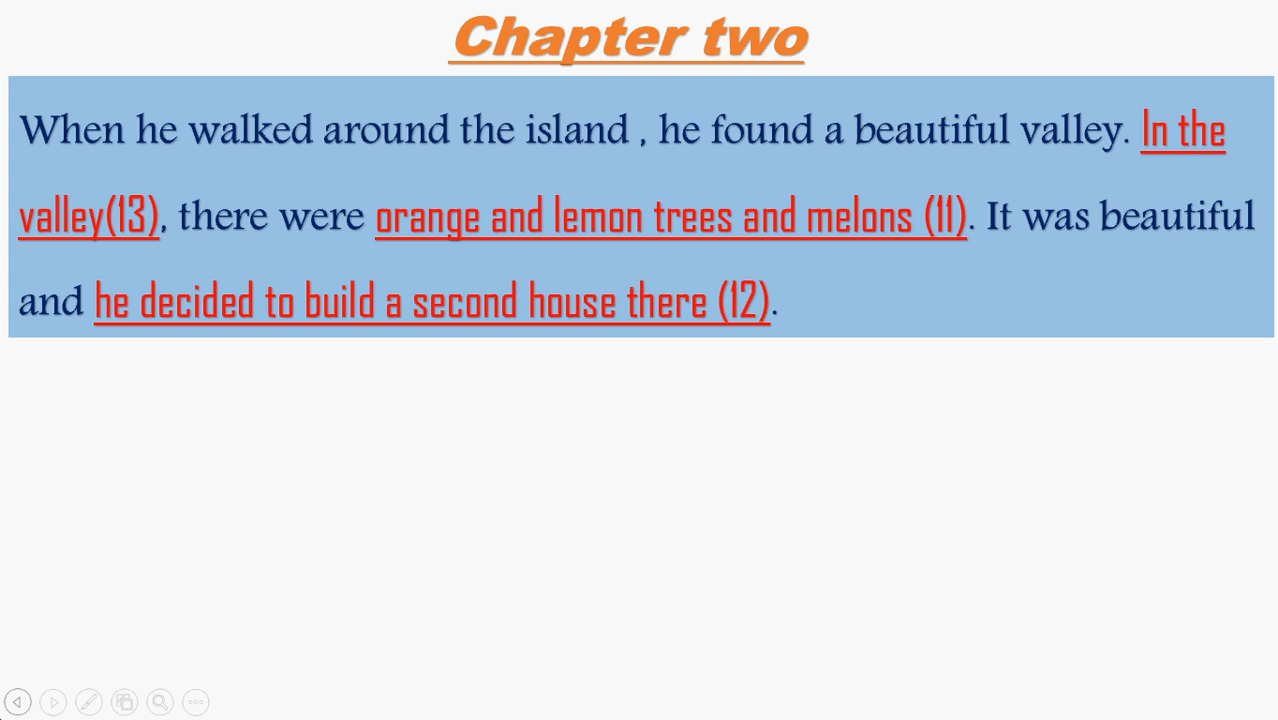 Chapter two
When he walked around the island , he found a beautiful valley. In the
valley(13), there were orange and lemon trees and melons (11). It was beautiful
and he decided to build a second house there (12).